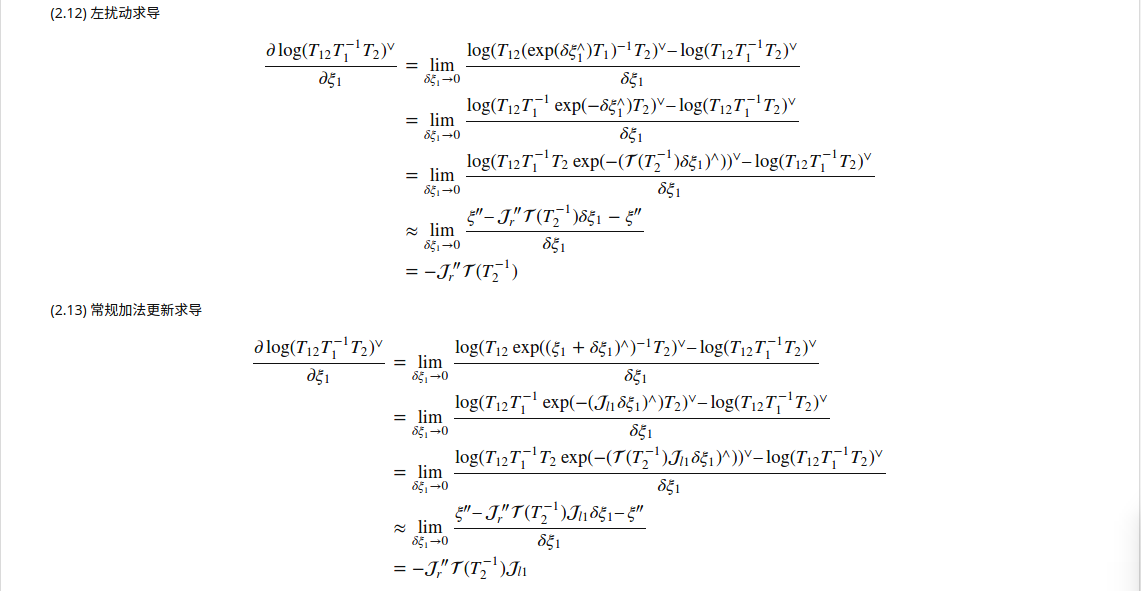 (2.12) 左扰动求导
∂ log(T₁₂T₁⁻¹T₂)^∨ / ∂ξ₁ = lim_{δξ₁→0} (log(T₁₂(exp(δξ₁^∧)T₁)⁻¹T₂)^∨ – log(T₁₂T₁⁻¹T₂)^∨) / δξ₁
= lim_{δξ₁→0} (log(T₁₂T₁⁻¹ exp(−δξ₁^∧)T₂)^∨ – log(T₁₂T₁⁻¹T₂)^∨) / δξ₁
= lim_{δξ₁→0} (log(T₁₂T₁⁻¹T₂ exp(−(𝒯(T₂⁻¹)δξ₁)^∧))^∨ – log(T₁₂T₁⁻¹T₂)^∨) / δξ₁
≈ lim_{δξ₁→0} (ξ″ – 𝒥ᵣ″𝒯(T₂⁻¹)δξ₁ − ξ″) / δξ₁
= −𝒥ᵣ″𝒯(T₂⁻¹)
(2.13) 常规加法更新求导
∂ log(T₁₂T₁⁻¹T₂)^∨ / ∂ξ₁ = lim_{δξ₁→0} (log(T₁₂ exp((ξ₁ + δξ₁)^∧)⁻¹T₂)^∨ – log(T₁₂T₁⁻¹T₂)^∨) / δξ₁
= lim_{δξ₁→0} (log(T₁₂T₁⁻¹ exp(−(𝒥ₗ₁δξ₁)^∧)T₂)^∨ – log(T₁₂T₁⁻¹T₂)^∨) / δξ₁
= lim_{δξ₁→0} (log(T₁₂T₁⁻¹T₂ exp(−(𝒯(T₂⁻¹)𝒥ₗ₁δξ₁)^∧))^∨ – log(T₁₂T₁⁻¹T₂)^∨) / δξ₁
≈ lim_{δξ₁→0} (ξ″ – 𝒥ᵣ″𝒯(T₂⁻¹)𝒥ₗ₁δξ₁ – ξ″) / δξ₁
= −𝒥ᵣ″𝒯(T₂⁻¹)𝒥ₗ₁